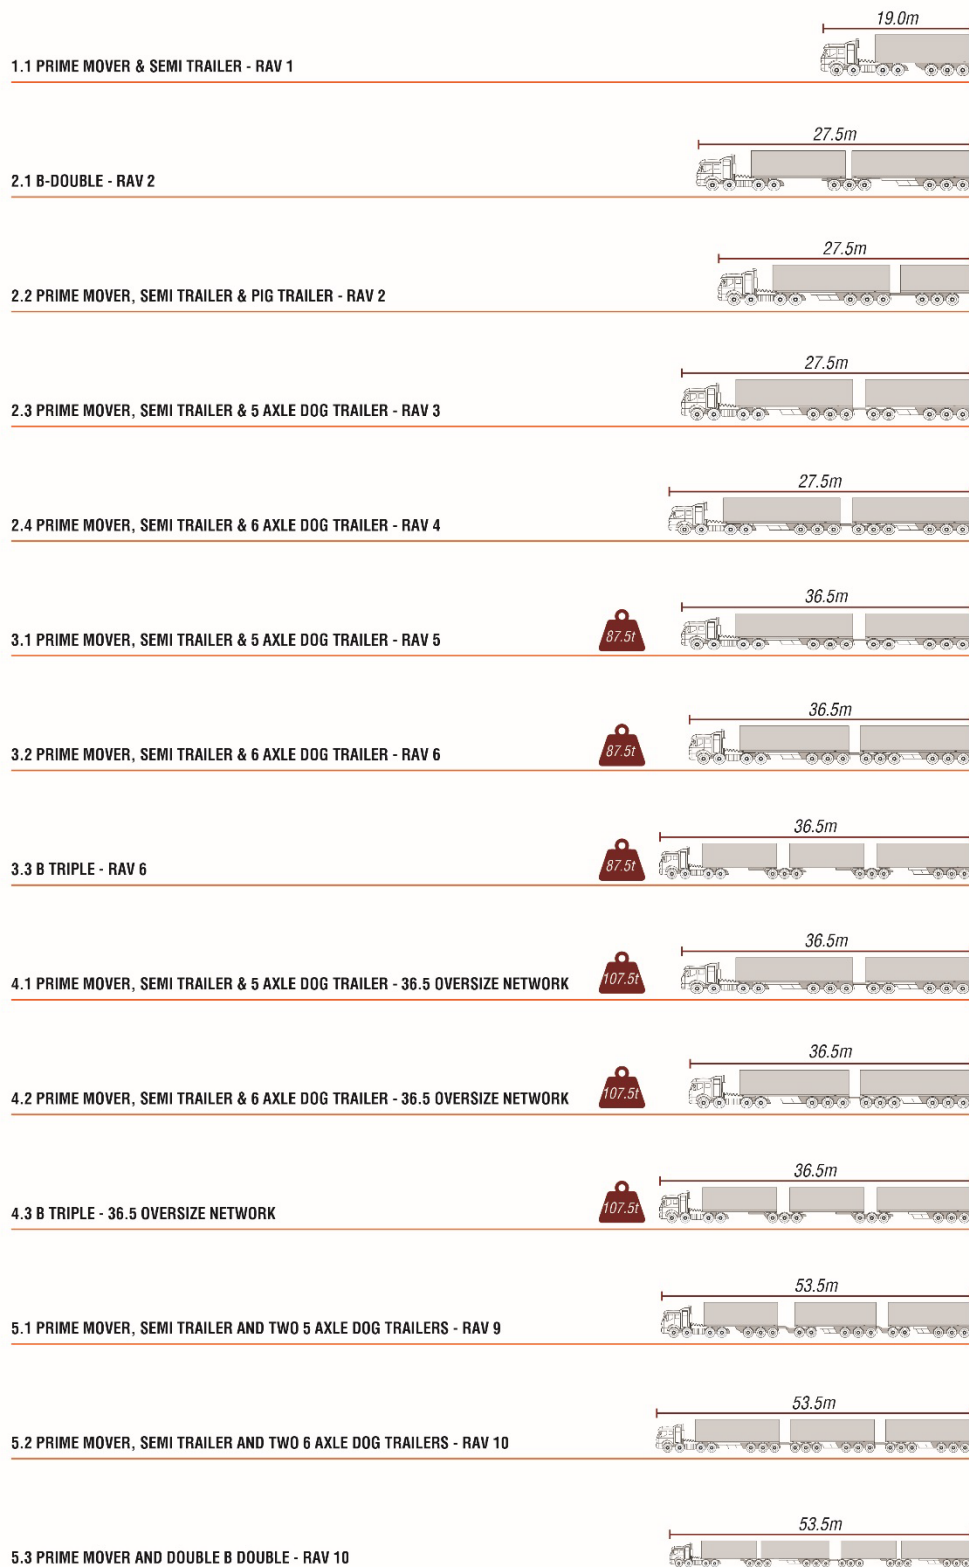 19.0m
1.1 PRIME MOVER & SEMI TRAILER - RAV 1
27.5m
2.1 B-DOUBLE - RAV 2
27.5m
2.2 PRIME MOVER, SEMI TRAILER & PIG TRAILER - RAV 2
27.5m
2.3 PRIME MOVER, SEMI TRAILER & 5 AXLE DOG TRAILER - RAV 3
27.5m
2.4 PRIME MOVER, SEMI TRAILER & 6 AXLE DOG TRAILER - RAV 4
36.5m
3.1 PRIME MOVER, SEMI TRAILER & 5 AXLE DOG TRAILER - RAV 5 87.5t
36.5m
3.2 PRIME MOVER, SEMI TRAILER & 6 AXLE DOG TRAILER - RAV 6 87.5t
36.5m
3.3 B TRIPLE - RAV 6 87.5t
36.5m
4.1 PRIME MOVER, SEMI TRAILER & 5 AXLE DOG TRAILER - 36.5 OVERSIZE NETWORK 107.5t
36.5m
4.2 PRIME MOVER, SEMI TRAILER & 6 AXLE DOG TRAILER - 36.5 OVERSIZE NETWORK 107.5t
36.5m
4.3 B TRIPLE - 36.5 OVERSIZE NETWORK 107.5t
53.5m
5.1 PRIME MOVER, SEMI TRAILER AND TWO 5 AXLE DOG TRAILERS - RAV 9
53.5m
5.2 PRIME MOVER, SEMI TRAILER AND TWO 6 AXLE DOG TRAILERS - RAV 10
53.5m
5.3 PRIME MOVER AND DOUBLE B DOUBLE - RAV 10